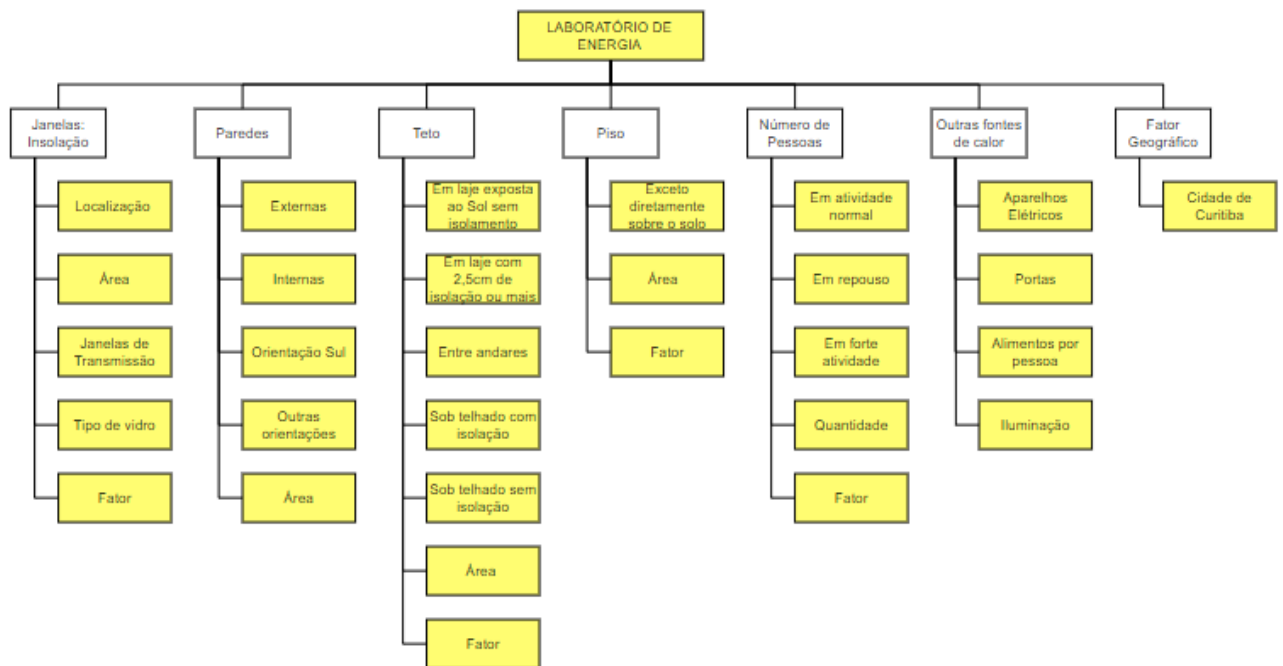 LABORATÓRIO DE
ENERGIA
Janelas:
Insolação
Localização
Área
Janelas de
Transmissão
Tipo de vidro
Fator
Paredes
Externas
Internas
Orientação Sul
Outras
orientações
Área
Teto
Em laje exposta
ao Sol sem
isolamento
Em laje com
2,5cm de
isolação ou mais
Entre andares
Sob telhado com
isolação
Sob telhado sem
isolação
Área
Fator
Piso
Exceto
diretamente
sobre o solo
Área
Fator
Número de
Pessoas
Em atividade
normal
Em repouso
Em forte
atividade
Quantidade
Fator
Outras fontes
de calor
Aparelhos
Elétricos
Portas
Alimentos por
pessoa
Iluminação
Fator
Geográfico
Cidade de
Curitiba